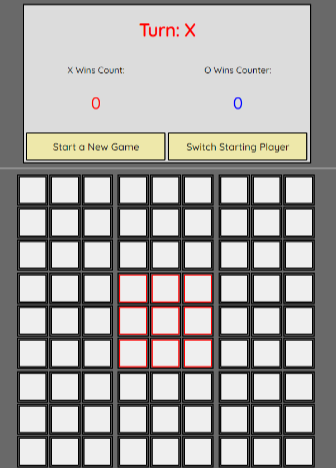 Turn: X
X Wins Count: O Wins Counter:
0 0
Start a New Game Switch Starting Player